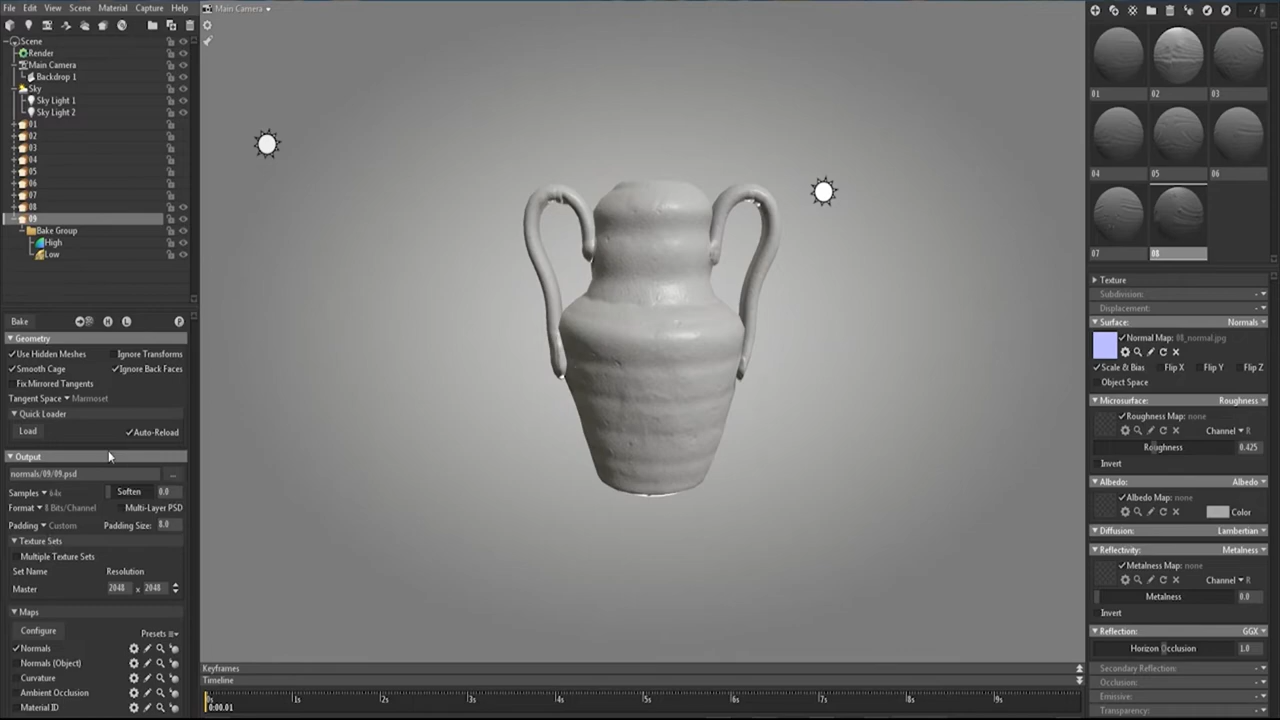 File Edit View Scene Material Capture Help
Main Camera
Scene
Render
Main Camera
Backdrop 1
Sky
Sky Light 1
Sky Light 2
01
02
03
04
05
06
07
08
09
Bake Group
High
Low
Bake
H
L
P
Geometry
Use Hidden Meshes Ignore Transforms
Smooth Cage Ignore Back Faces
Fix Mirrored Tangents
Tangent Space Marmoset
Quick Loader
Load Auto-Reload
Output
normals/09/09.psd ...
Samples 64x Soften 0.0
Format 8 Bits/Channel Multi-Layer PSD
Padding Custom Padding Size: 8.0
Texture Sets
Multiple Texture Sets
Set Name Resolution
Master 2048 x 2048
Maps
Configure Presets
Normals
Normals (Object)
Curvature
Ambient Occlusion
Material ID
Keyframes
Timeline
0s 1s 2s 3s 4s 5s 6s 7s 8s 9s
0:00.01
01 02 03
04 05 06
07 08
Texture
Subdivision:
Displacement:
Surface: Normals
Normal Map: 08_normal.jpg
Scale & Bias Flip X Flip Y Flip Z
Object Space
Microsurface: Roughness
Roughness Map: none
Channel R
Roughness 0.425
Invert
Albedo: Albedo
Albedo Map: none
Color
Diffusion: Lambertian
Reflectivity: Metalness
Metalness Map: none
Channel R
Metalness 0.0
Invert
Reflection: GGX
Horizon Occlusion 1.0
Secondary Reflection:
Occlusion:
Emissive:
Transparency: